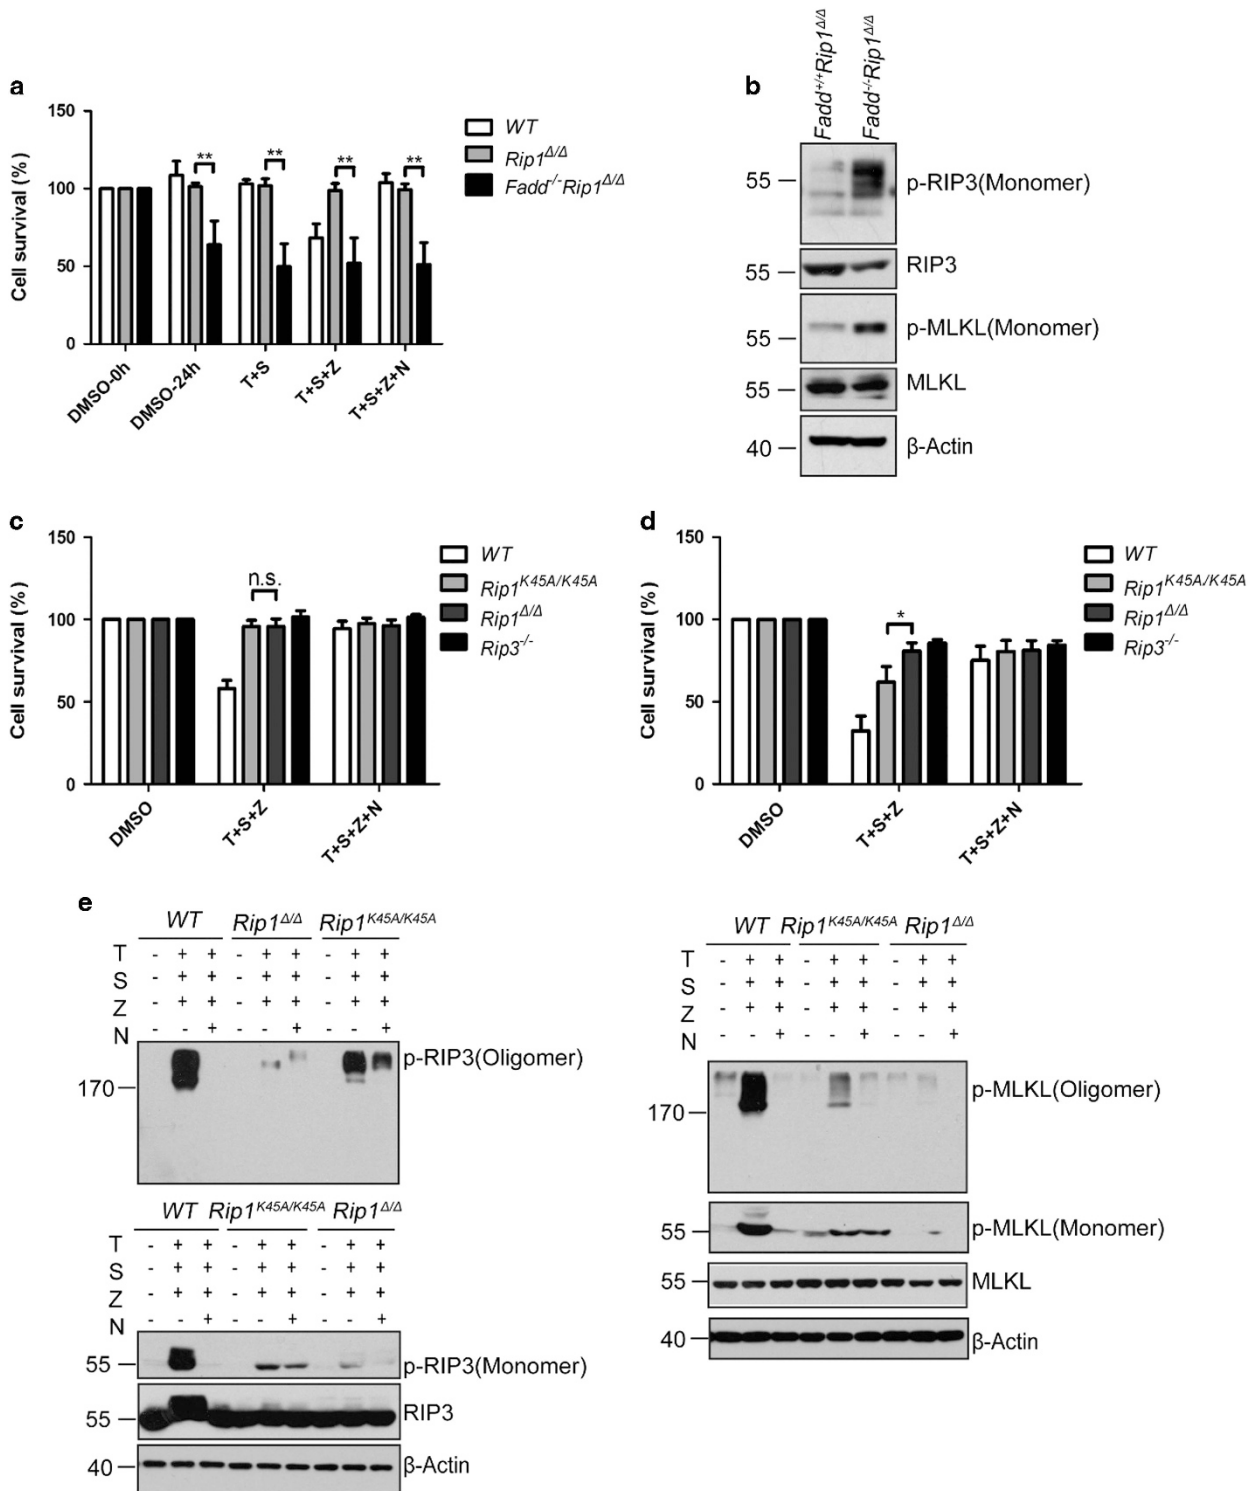 a
Cell survival (%)
150
100
50
0
** ** ** **
DMSO-0h
DMSO-24h
T+S
T+S+Z
T+S+Z+N
WT
Rip1Δ/Δ
Fadd-/-Rip1Δ/Δ
b
Fadd+/+Rip1Δ/Δ
Fadd-/-Rip1Δ/Δ
55 p-RIP3(Monomer)
55 RIP3
55 p-MLKL(Monomer)
55 MLKL
40 β-Actin
c
Cell survival (%)
150
100
50
0
n.s.
DMSO
T+S+Z
T+S+Z+N
WT
Rip1K45A/K45A
Rip1Δ/Δ
Rip3-/-
d
Cell survival (%)
150
100
50
0
*
DMSO
T+S+Z
T+S+Z+N
WT
Rip1K45A/K45A
Rip1Δ/Δ
Rip3-/-
e
WT Rip1Δ/Δ Rip1K45A/K45A
T - + + - + + - + +
S - + + - + + - + +
Z - + + - + + - + +
N - - + - - + - - +
170 p-RIP3(Oligomer)
WT Rip1K45A/K45A Rip1Δ/Δ
T - + + - + + - + +
S - + + - + + - + +
Z - + + - + + - + +
N - - + - - + - - +
55 p-RIP3(Monomer)
55 RIP3
40 β-Actin
WT Rip1K45A/K45A Rip1Δ/Δ
T - + + - + + - + +
S - + + - + + - + +
Z - + + - + + - + +
N - - + - - + - - +
170 p-MLKL(Oligomer)
55 p-MLKL(Monomer)
55 MLKL
40 β-Actin